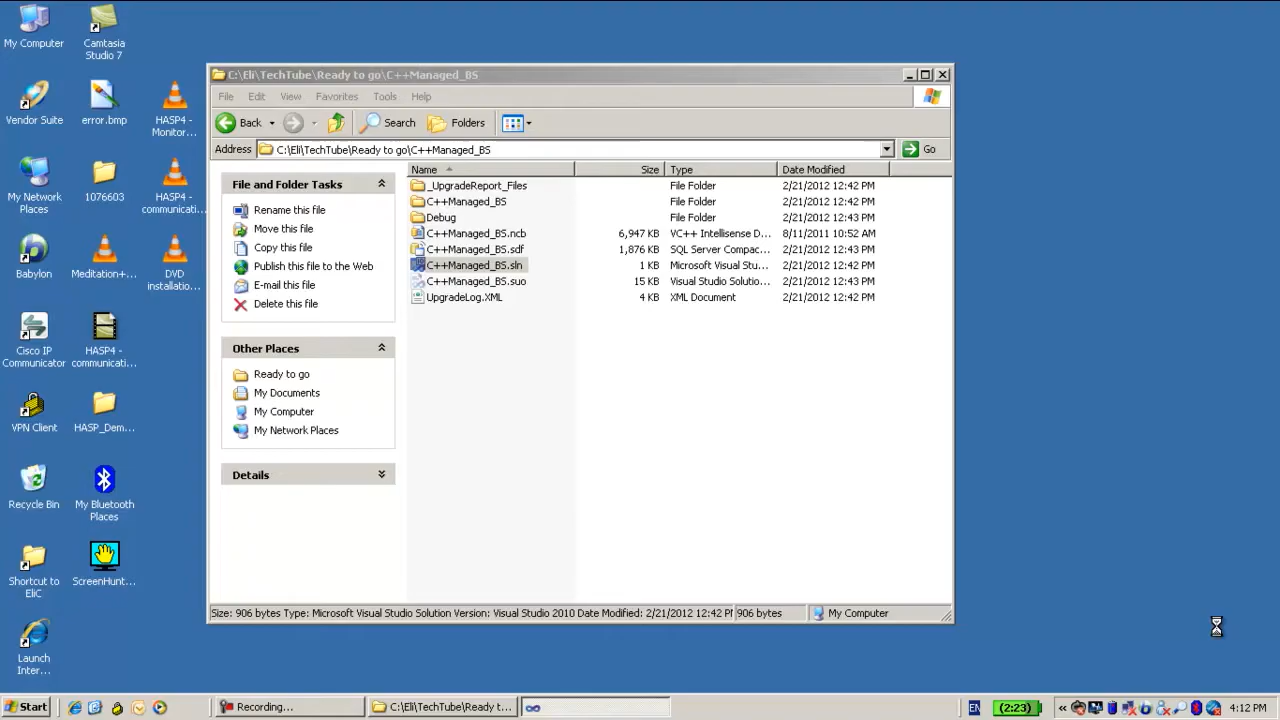 My Computer
Camtasia
Studio 7
Vendor Suite
error.bmp
HASP4 -
Monitor...
My Network
Places
1076603
HASP4 -
communicati...
Babylon
Meditation+...
DVD
installatio...
Cisco IP
Communicator
HASP4 -
communicati...
VPN Client
HASP_Dem...
Recycle Bin
My Bluetooth
Places
Shortcut to
EliC
ScreenHunt...
Launch
Inter...
C:\Eli\TechTube\Ready to go\C++Managed_BS
File Edit View Favorites Tools Help
Back Search Folders
Address C:\Eli\TechTube\Ready to go\C++Managed_BS Go
File and Folder Tasks
Rename this file
Move this file
Copy this file
Publish this file to the Web
E-mail this file
Delete this file
Other Places
Ready to go
My Documents
My Computer
My Network Places
Details
Name Size Type Date Modified
_UpgradeReport_Files File Folder 2/21/2012 12:42 PM
C++Managed_BS File Folder 2/21/2012 12:42 PM
Debug File Folder 2/21/2012 12:43 PM
C++Managed_BS.ncb 6,947 KB VC++ Intellisense D... 8/11/2011 10:52 AM
C++Managed_BS.sdf 1,876 KB SQL Server Compac... 2/21/2012 12:43 PM
C++Managed_BS.sln 1 KB Microsoft Visual Stu... 2/21/2012 12:42 PM
C++Managed_BS.suo 15 KB Visual Studio Solutio... 2/21/2012 12:43 PM
UpgradeLog.XML 4 KB XML Document 2/21/2012 12:42 PM
Size: 906 bytes Type: Microsoft Visual Studio Solution Version: Visual Studio 2010 Date Modified: 2/21/2012 12:42 PM 906 bytes My Computer
Start Recording... C:\Eli\TechTube\Ready t... EN (2:23) « 4:12 PM